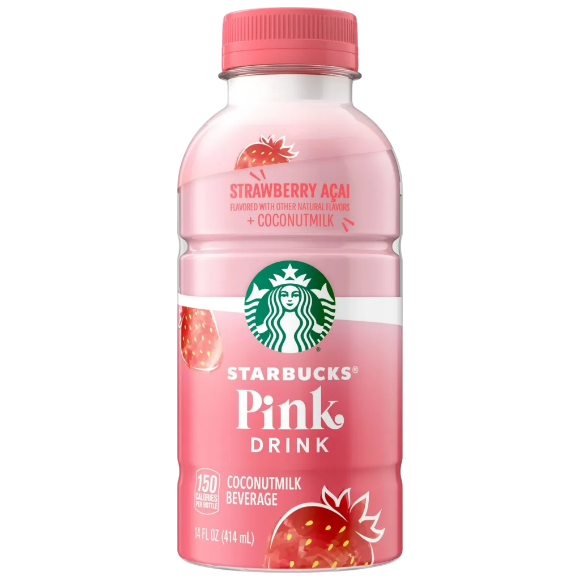 STRAWBERRY AÇAI
FLAVORED WITH OTHER NATURAL FLAVORS
+ COCONUTMILK
STARBUCKS®
Pink
DRINK
150
CALORIES
PER BOTTLE
COCONUTMILK
BEVERAGE
14 FL OZ (414 mL)